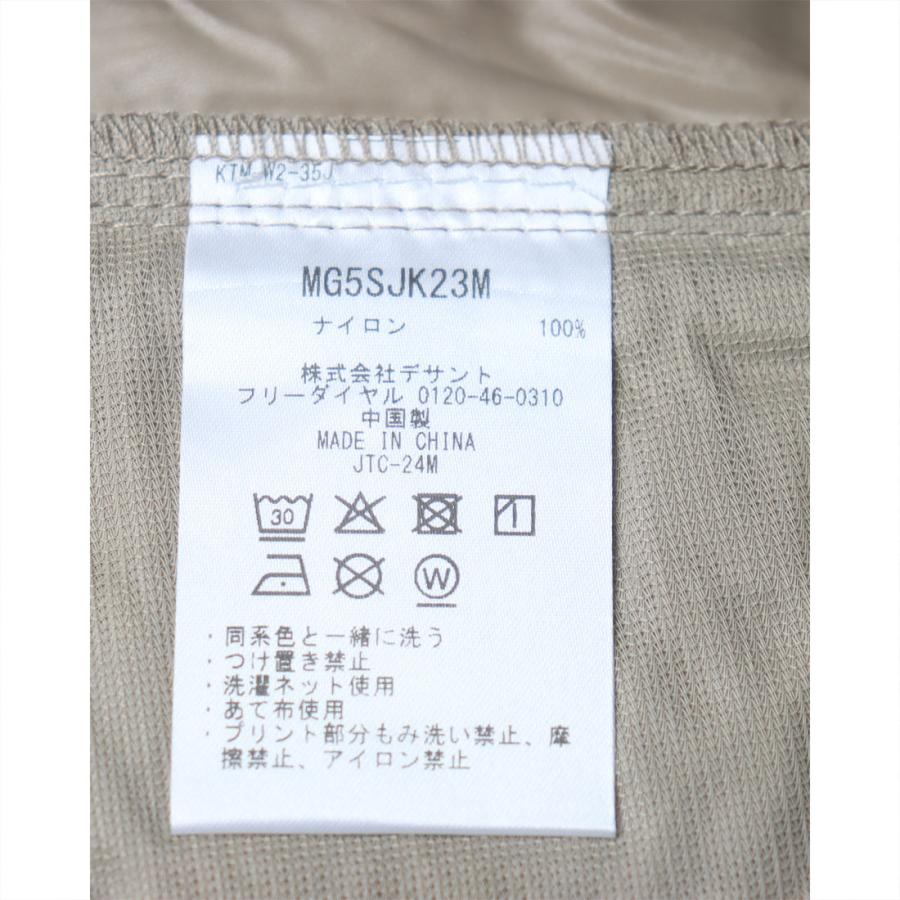 KTM W2-35J
MG5SJK23M
ナイロン 100%
株式会社デサント
フリーダイヤル 0120-46-0310
中国製
MADE IN CHINA
JTC-24M
30
W
・同系色と一緒に洗う
・つけ置き禁止
・洗濯ネット使用
・あて布使用
・プリント部分もみ洗い禁止、摩
擦禁止、アイロン禁止